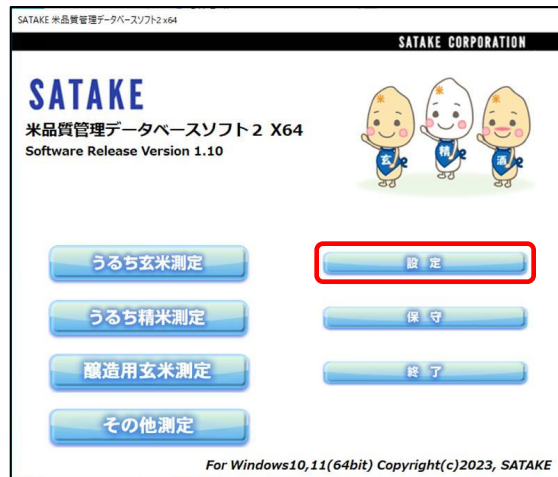 SATAKE 米品質管理データベースソフト2 x64
SATAKE CORPORATION
SATAKE
米品質管理データベースソフト2 X64
Software Release Version 1.10
米
米
玄
精
酒
うるち玄米測定
設 定
うるち精米測定
保 守
醸造用玄米測定
終 了
その他測定
For Windows10,11(64bit) Copyright(c)2023, SATAKE